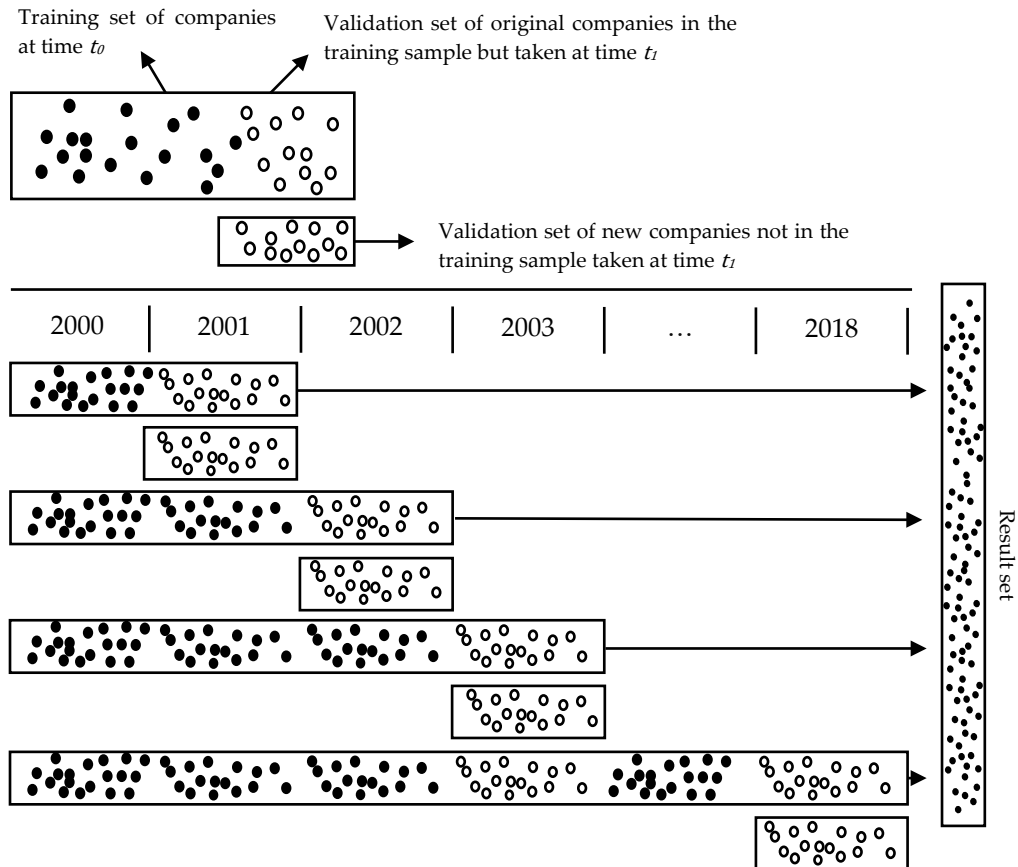 Training set of companies
at time t0
Validation set of original companies in the
training sample but taken at time t1
Validation set of new companies not in the
training sample taken at time t1
2000
2001
2002
2003
…
2018
Result set